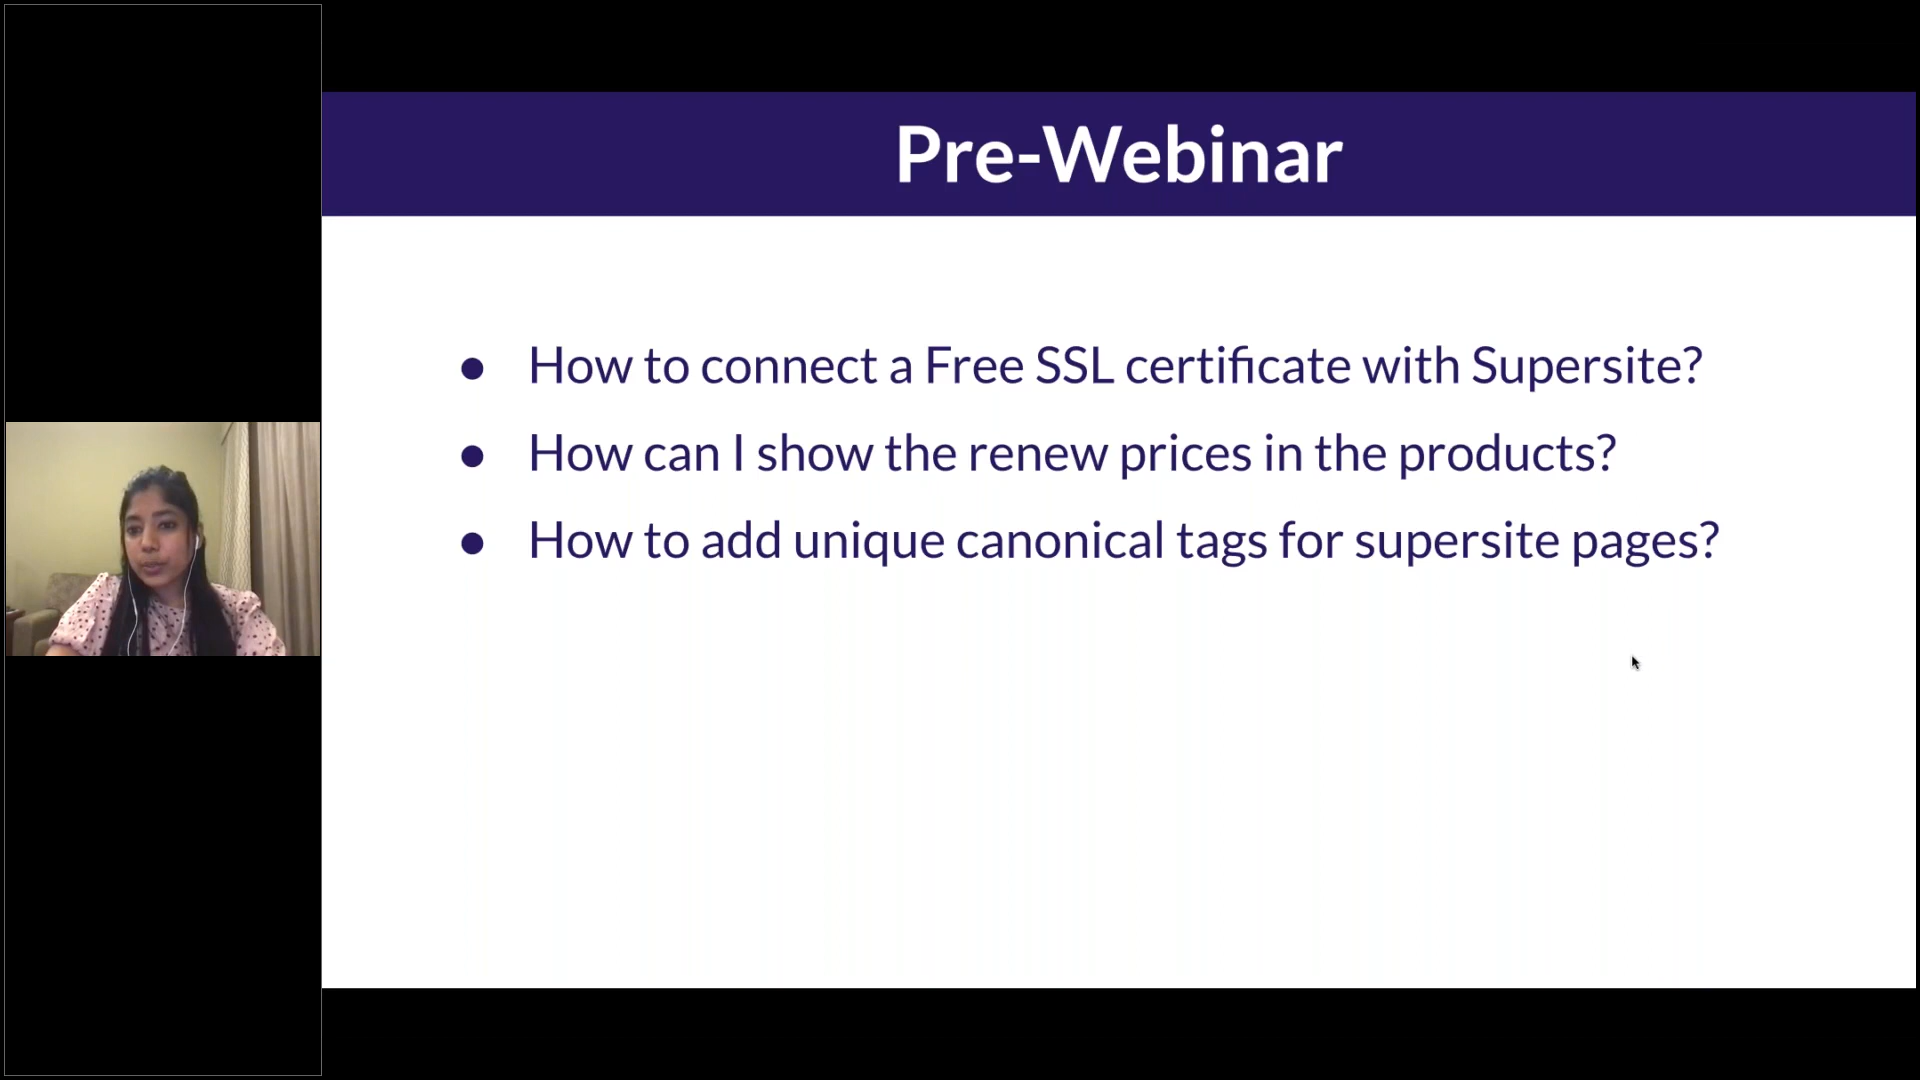 Pre-Webinar
● How to connect a Free SSL certificate with Supersite?
● How can I show the renew prices in the products?
● How to add unique canonical tags for supersite pages?